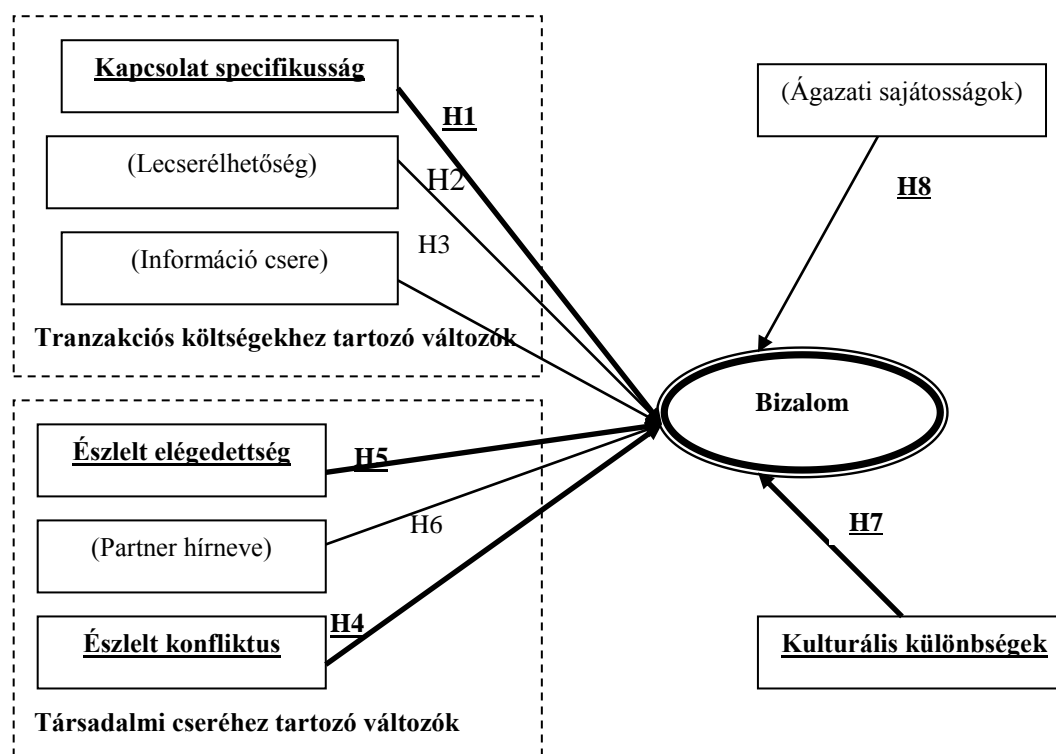 Kapcsolat specifikusság
(Ágazati sajátosságok)
H1
(Lecserélhetőség)
H2
H8
H3
(Információ csere)
Tranzakciós költségekhez tartozó változók
Bizalom
Észlelt elégedettség
H5
(Partner hírneve)
H6
H7
Észlelt konfliktus
H4
Kulturális különbségek
Társadalmi cseréhez tartozó változók